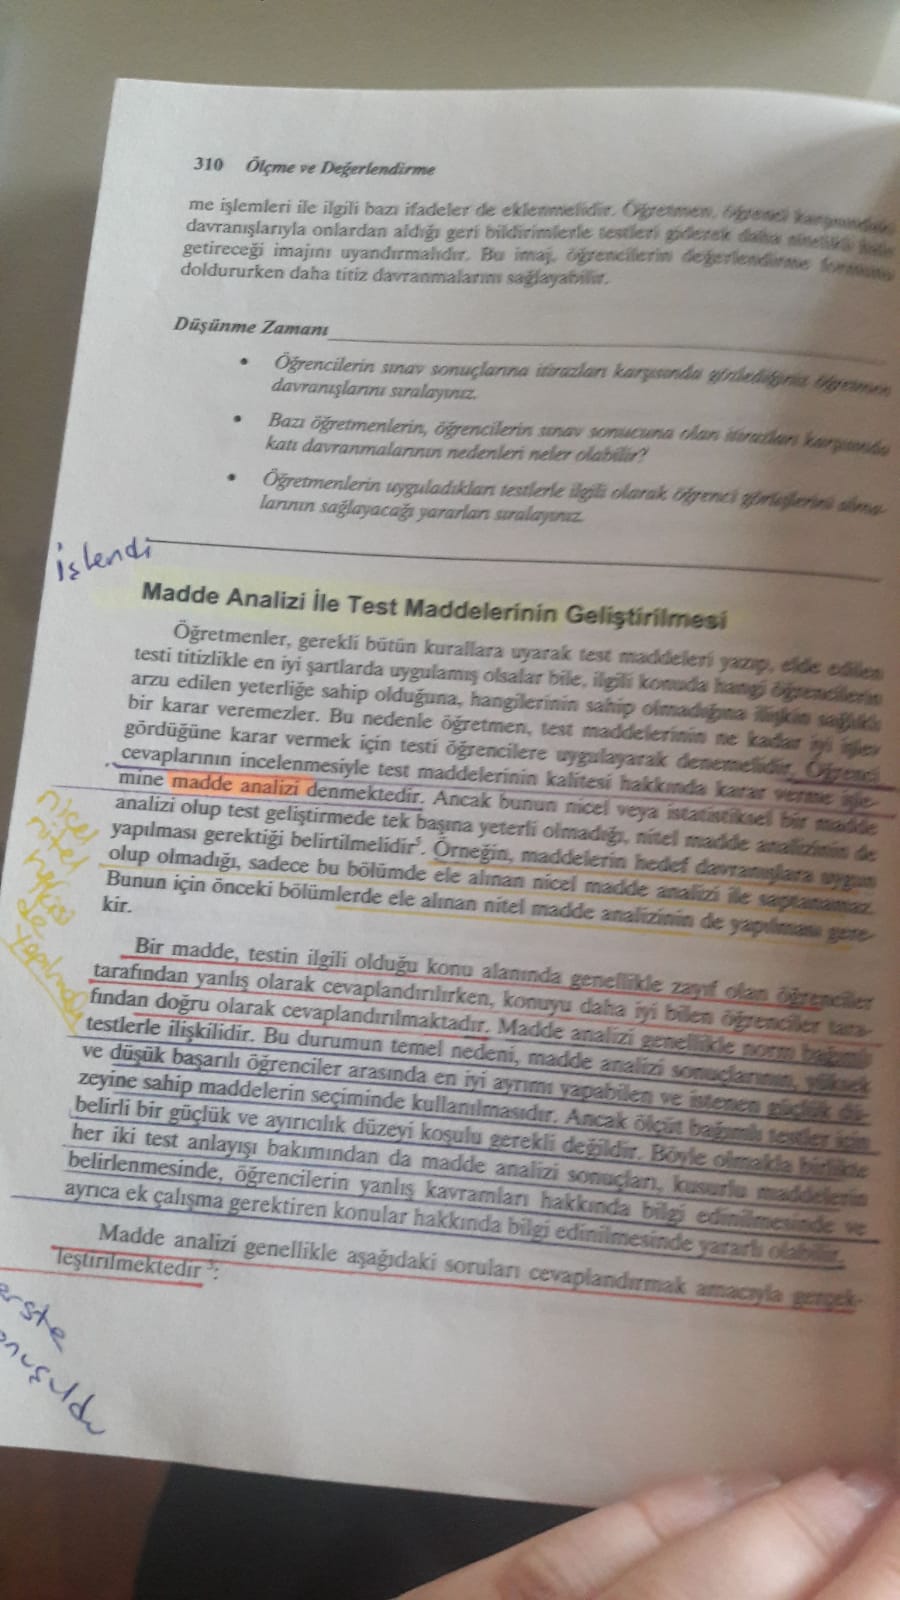 310 Ölçme ve Değerlendirme
me işlemleri ile ilgili bazı ifadeler de eklenmelidir. Öğretmen, öğrenci karşısındaki
davranışlarıyla onlardan aldığı geri bildirimlerle testleri giderek daha nitelikli hale
getireceği imajını uyandırmalıdır. Bu imaj, öğrencilerin değerlendirme formunu
doldururken daha titiz davranmalarını sağlayabilir.
Düşünme Zamanı
• Öğrencilerin sınav sonuçlarına itirazları karşısında gözlediğiniz öğretmen
davranışlarını sıralayınız.
• Bazı öğretmenlerin, öğrencilerin sınav sonucuna olan itirazları karşısında
katı davranmalarının nedenleri neler olabilir?
• Öğretmenlerin uyguladıkları testlerle ilgili olarak öğrenci görüşlerini alma-
larının sağlayacağı yararları sıralayınız.
işlendi
Madde Analizi İle Test Maddelerinin Geliştirilmesi
Öğretmenler, gerekli bütün kurallara uyarak test maddeleri yazıp, elde edilen
testi titizlikle en iyi şartlarda uygulamış olsalar bile, ilgili konuda hangi öğrencilerin
arzu edilen yeterliğe sahip olduğuna, hangilerinin sahip olmadığına ilişkin sağlıklı
bir karar veremezler. Bu nedenle öğretmen, test maddelerinin ne kadar iyi işlev
gördüğüne karar vermek için testi öğrencilere uygulayarak denemelidir. Öğrenci
cevaplarının incelenmesiyle test maddelerinin kalitesi hakkında karar verme işle-
mine madde analizi denmektedir. Ancak bunun nicel veya istatistiksel bir madde
analizi olup test geliştirmede tek başına yeterli olmadığı, nitel madde analizinin de
yapılması gerektiği belirtilmelidir. Örneğin, maddelerin hedef davranışlara uygun
olup olmadığı, sadece bu bölümde ele alınan nicel madde analizi ile saptanamaz.
Bunun için önceki bölümlerde ele alınan nitel madde analizinin de yapılması gere-
kir.
nicel
nitel
ikisi
de
yapılmalı
Bir madde, testin ilgili olduğu konu alanında genellikle zayıf olan öğrenciler
tarafından yanlış olarak cevaplandırılırken, konuyu daha iyi bilen öğrenciler tara-
fından doğru olarak cevaplandırılmaktadır. Madde analizi genellikle norm bağımlı
testlerle ilişkilidir. Bu durumun temel nedeni, madde analizi sonuçlarının, yüksek
ve düşük başarılı öğrenciler arasında en iyi ayrımı yapabilen ve istenen güçlük dü-
zeyine sahip maddelerin seçiminde kullanılmasıdır. Ancak ölçüt bağımlı testler için
belirli bir güçlük ve ayırıcılık düzeyi koşulu gerekli değildir. Böyle olmakla birlikte
her iki test anlayışı bakımından da madde analizi sonuçları, kusurlu maddelerin
belirlenmesinde, öğrencilerin yanlış kavramları hakkında bilgi edinilmesinde ve
ayrıca ek çalışma gerektiren konular hakkında bilgi edinilmesinde yararlı olabilir.
Madde analizi genellikle aşağıdaki soruları cevaplandırmak amacıyla gerçek-
leştirilmektedir:
erste
onuşuldu